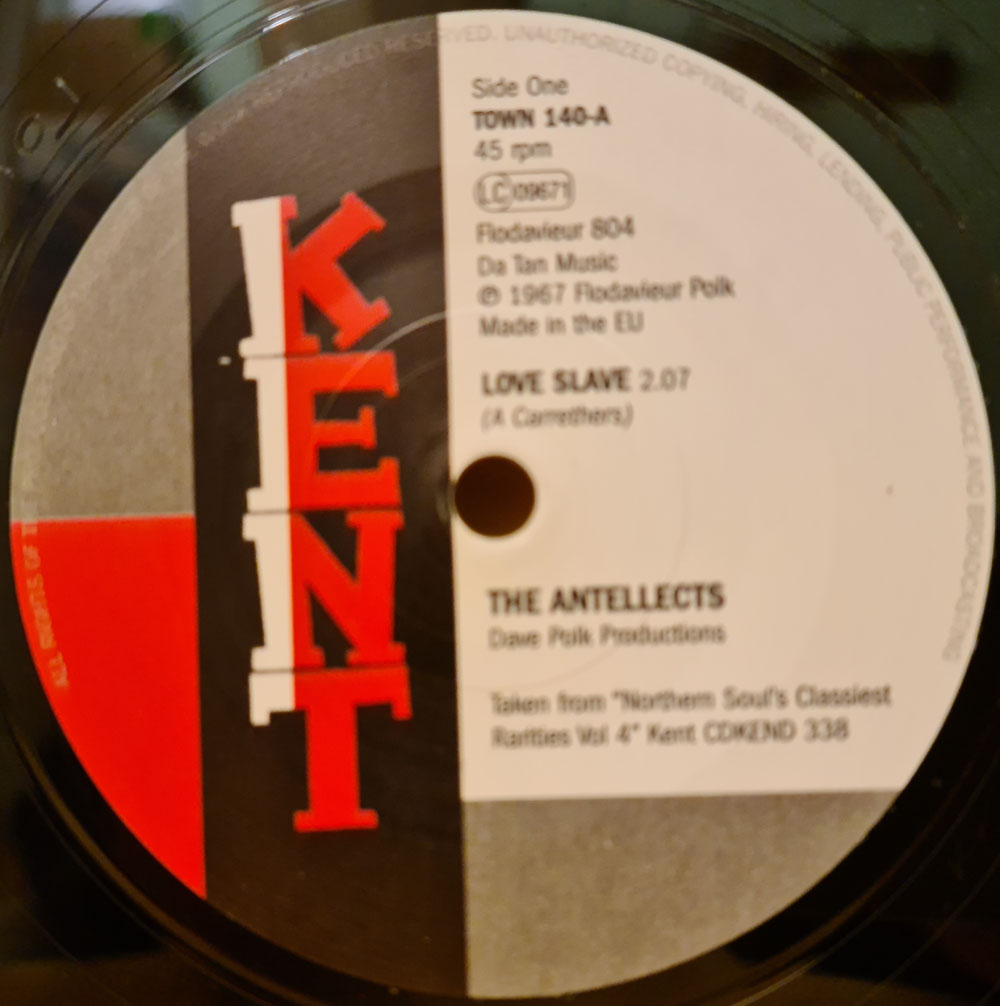 KENT
Side One
TOWN 140-A
45 rpm
LC 09671
Flodavieur 804
Da Tan Music
℗ 1967 Flodavieur Polk
Made in the EU
LOVE SLAVE 2.07
(A Carrethers)
THE ANTELLECTS
Dave Polk Productions
Taken from "Northern Soul's Classiest
Rarities Vol 4" Kent CDKEND 338
ALL RIGHTS OF THE
RESERVED. UNAUTHORIZED COPYING, HIRING, LENDING, PUBLIC PERFORMANCE AND BROADCASTING